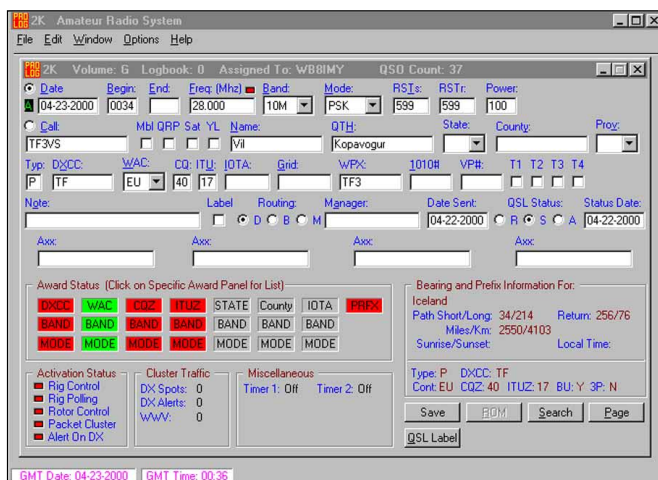 PRO LOG 2K Amateur Radio System
File Edit Window Options Help
PRO LOG 2K Volume: G Logbook: 0 Assigned To: WB8IMY QSO Count: 37
Date Begin: End: Freq: (Mhz) Band: Mode: RSTs: RSTr: Power:
A 04-23-2000 0034 28.000 10M PSK 599 599 100
Call: Mbl QRP Sat YL Name: QTH: State: County: Prov:
TF3VS Vil Kopavogur
Typ: DXCC: WAC: CQ: ITU: IOTA: Grid: WPX: 1010# VP#: T1 T2 T3 T4
P TF EU 40 17 TF3
Note: Label Routing: Manager: Date Sent: QSL Status: Status Date:
D B M 04-22-2000 R S A 04-22-2000
Axx: Axx: Axx: Axx:
Award Status (Click on Specific Award Panel for List)
DXCC WAC CQZ ITUZ STATE County IOTA PRFX
BAND BAND BAND BAND BAND BAND BAND
MODE MODE MODE MODE MODE MODE MODE
Bearing and Prefix Information For:
Iceland
Path Short/Long: 34/214 Return: 256/76
Miles/Km: 2550/4103
Sunrise/Sunset: Local Time:
Type: P DXCC: TF
Cont: EU CQZ: 40 ITUZ: 17 BU: Y 3P: N
Activation Status
Rig Control
Rig Polling
Rotor Control
Packet Cluster
Alert On DX
Cluster Traffic
DX Spots: 0
DX Alerts: 0
WWV: 0
Miscellaneous
Timer 1: Off Timer 2: Off
Save ROM Search Page
QSL Label
GMT Date: 04-23-2000 GMT Time: 00:36